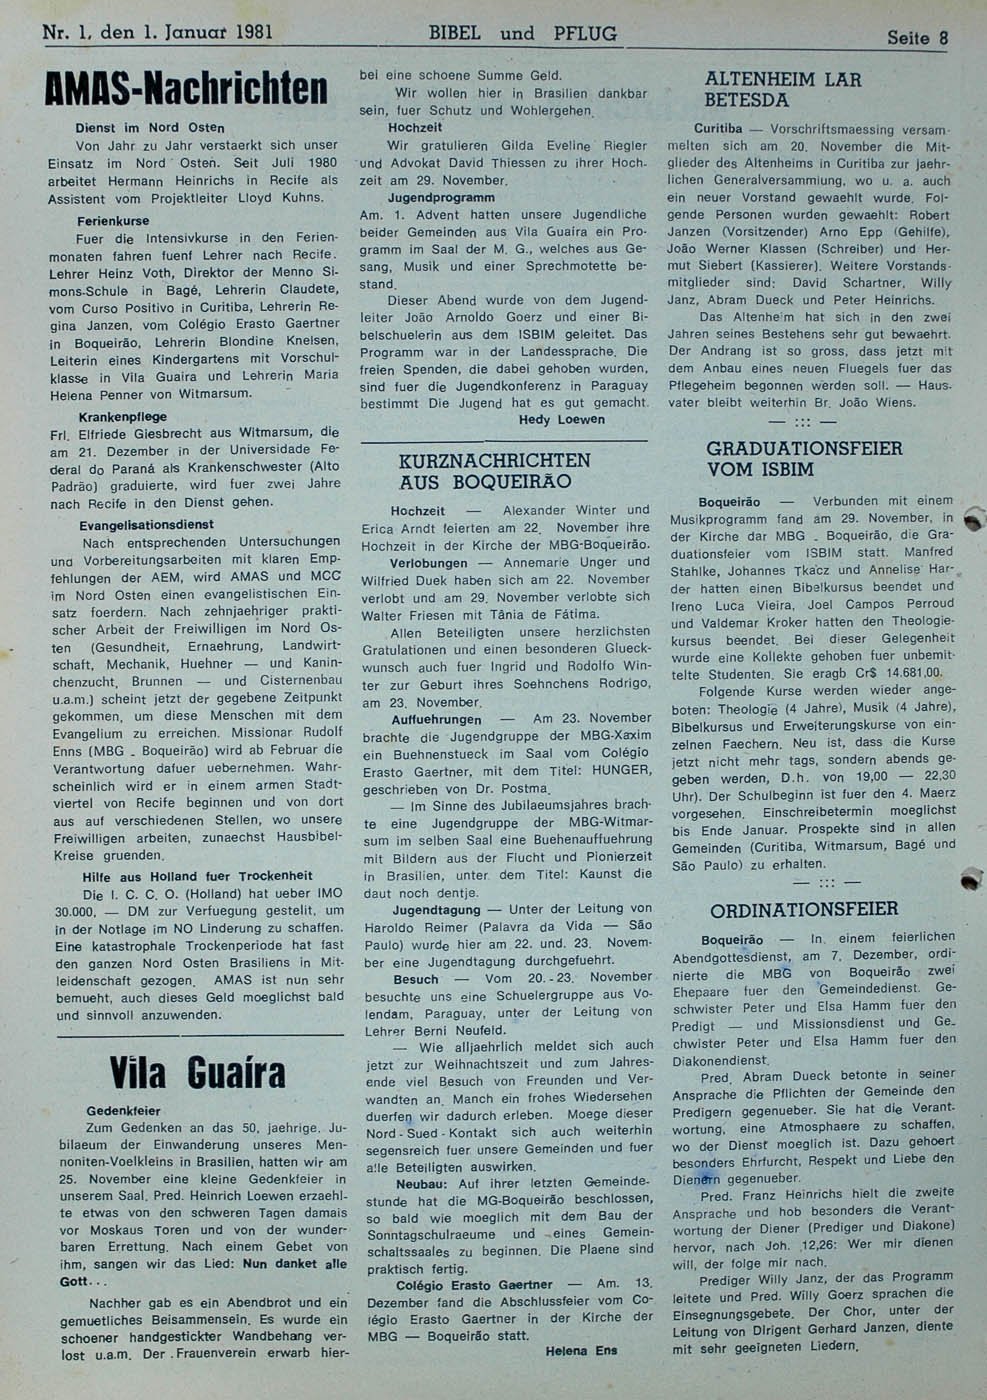 Nr. 1, den 1. Januar 1981
BIBEL und PFLUG
Seite 8
AMAS-Nachrichten
Dienst im Nord Osten
Von Jahr zu Jahr verstaerkt sich unser
Einsatz im Nord Osten. Seit Juli 1980
arbeitet Hermann Heinrichs in Recife als
Assistent vom Projektleiter Lloyd Kuhns.
Ferienkurse
Fuer die Intensivkurse in den Ferien-
monaten fahren fuenf Lehrer nach Recife.
Lehrer Heinz Voth, Direktor der Menno Si-
mons-Schule in Bagé, Lehrerin Claudete,
vom Curso Positivo in Curitiba, Lehrerin Re-
gina Janzen, vom Colégio Erasto Gaertner
in Boqueirão, Lehrerin Blondine Kneisen,
Leiterin eines Kindergartens mit Vorschul-
klasse in Vila Guaira und Lehrerin Maria
Helena Penner von Witmarsum.
Krankenpflege
Frl. Elfriede Giesbrecht aus Witmarsum, die
am 21. Dezember in der Universidade Fe-
deral do Paraná als Krankenschwester (Alto
Padrão) graduierte, wird fuer zwei Jahre
nach Recife in den Dienst gehen.
Evangelisationsdienst
Nach entsprechenden Untersuchungen
und Vorbereitungsarbeiten mit klaren Emp-
fehlungen der AEM, wird AMAS und MCC
im Nord Osten einen evangelistischen Ein-
satz foerdern. Nach zehnjaehriger prakti-
scher Arbeit der Freiwilligen im Nord Os-
ten (Gesundheit, Ernaehrung, Landwirt-
schaft, Mechanik, Huehner — und Kanin-
chenzucht, Brunnen — und Cisternenbau
u.a.m.) scheint jetzt der gegebene Zeitpunkt
gekommen, um diese Menschen mit dem
Evangelium zu erreichen. Missionar Rudolf
Enns (MBG - Boqueirão) wird ab Februar die
Verantwortung dafuer uebernehmen. Wahr-
scheinlich wird er in einem armen Stadt-
viertel von Recife beginnen und von dort
aus auf verschiedenen Stellen, wo unsere
Freiwilligen arbeiten, zunaechst Hausbibel-
Kreise gruenden.
Hilfe aus Holland fuer Trockenheit
Die I. C. C. O. (Holland) hat ueber IMO
30.000, — DM zur Verfuegung gestelit, um
in der Notlage im NO Linderung zu schaffen.
Eine katastrophale Trockenperiode hat fast
den ganzen Nord Osten Brasiliens in Mit-
leidenschaft gezogen. AMAS ist nun sehr
bemueht, auch dieses Geld moeglichst bald
und sinnvoll anzuwenden.
Vila Guaíra
Gedenkfeier
Zum Gedenken an das 50, jaehrige, Ju-
bilaeum der Einwanderung unseres Men-
noniten-Voelkleins in Brasilien, hatten wir am
25. November eine kleine Gedenkfeier in
unserem Saal. Pred. Heinrich Loewen erzaehl-
te etwas von den schweren Tagen damais
vor Moskaus Toren und von der wunder-
baren Errettung. Nach einem Gebet von
ihm, sangen wir das Lied: Nun danket alle
Gott...
Nachher gab es ein Abendbrot und ein
gemuetliches Beisammensein. Es wurde ein
schoener handgestickter Wandbehang ver-
lost u.a.m. Der . Frauenverein erwarb hier-
bei eine schoene Summe Geld.
Wir wollen hier in Brasilien dankbar
sein, fuer Schutz und Wohlergehen.
Hochzeit
Wir gratulieren Gilda Eveline Riegler
und Advokat David Thiessen zu ihrer Hoch-
zeit am 29. November.
Jugendprogramm
Am. 1. Advent hatten unsere Jugendliche
beider Gemeinden aus Vila Guaira ein Pro-
gramm im Saal der M. G., welches aus Ge-
sang, Musik und einer Sprechmotette be-
stand.
Dieser Abend wurde von dem Jugend-
leiter João Arnoldo Goerz und einer Bi-
belschuelerin aus dem ISBIM geleitet. Das
Programm war in der Landessprache. Die
freien Spenden, die dabei gehoben wurden,
sind fuer die Jugendkonferenz in Paraguay
bestimmt Die Jugend hat es gut gemacht.
Hedy Loewen
KURZNACHRICHTEN
AUS BOQUEIRÃO
Hochzeit — Alexander Winter und
Erica Arndt feierten am 22. November ihre
Hochzeit in der Kirche der MBG-Boqueirão.
Verlobungen — Annemarie Unger und
Wilfried Duek haben sich am 22. November
verlobt und am 29. November verlobte sich
Walter Friesen mit Tânia de Fátima.
Allen Beteiligten unsere herzlichsten
Gratulationen und einen besonderen Glueck-
wunsch auch fuer Ingrid und Rodolfo Win-
ter zur Geburt ihres Soehnchens Rodrigo,
am 23. November.
Auffuehrungen — Am 23. November
brachte die Jugendgruppe der MBG-Xaxim
ein Buehnenstueck im Saal vom Colégio
Erasto Gaertner, mit dem Titel: HUNGER,
geschrieben von Dr. Postma.
— Im Sinne des Jubilaeumsjahres brach-
te eine Jugendgruppe der MBG-Witmar-
sum im selben Saal eine Buehenauffuehrung
mit Bildern aus der Flucht und Pionierzeit
in Brasilien, unter dem Titel: Kaunst die
daut noch dentje.
Jugendtagung — Unter der Leitung von
Haroldo Reimer (Palavra da Vida — São
Paulo) wurde hier am 22. und. 23. Novem-
ber eine Jugendtagung durchgefuehrt.
Besuch — Vom 20.-23. November
besuchte uns eine Schuelergruppe aus Vo-
lendam, Paraguay, unter der Leitung von
Lehrer Berni Neufeld.
— Wie alljaehrlich meldet sich auch
jetzt zur Weihnachtszeit und zum Jahres-
ende viel Besuch von Freunden und Ver-
wandten an. Manch ein frohes Wiedersehen
duerfen wir dadurch erleben. Moege dieser
Nord - Sued - Kontakt sich auch weiterhin
segensreich fuer unsere Gemeinden und fuer
alle Beteiligten auswirken.
Neubau: Auf ihrer letzten Gemeinde-
stunde hat die MG-Boqueirão beschlossen,
so bald wie moeglich mit dem Bau der
Sonntagschulraeume und eines Gemein-
schaltssaales zu beginnen. Die Plaene sind
praktisch fertig.
Colégio Erasto Gaertner — Am. 13.
Dezember fand die Abschlussfeier vom Co-
légio Erasto Gaertner in der Kirche der
MBG — Boqueirão statt.
Helena Ens
ALTENHEIM LAR
BETESDA
Curitiba — Vorschriftsmaessing versam-
melten sich am 20. November die Mit-
glieder des Altenheims in Curitiba zur jaehr-
lichen Generalversammiung, wo u. a. auch
ein neuer Vorstand gewaehlt wurde. Fol-
gende Personen wurden gewaehlt: Robert
Janzen (Vorsitzender) Arno Epp (Gehilfe),
João Werner Klassen (Schreiber) und Her-
mut Siebert (Kassierer). Weitere Vorstands-
mitglieder sind: David Schartner, Willy
Janz, Abram Dueck und Peter Heinrichs.
Das Altenheim hat sich in den zwei
Jahren seines Bestehens sehr gut bewaehrt.
Der Andrang ist so gross, dass jetzt mit
dem Anbau eines neuen Fluegels fuer das
Pflegeheim begonnen werden soll. — Haus-
vater bleibt weiterhin Br. João Wiens.
— ::: —
GRADUATIONSFEIER
VOM ISBIM
Boqueirão — Verbunden mit einem
Musikprogramm fand am 29. November, in
der Kirche dar MBG - Boqueirão, die Gra-
duationsfeier vom ISBIM statt. Manfred
Stahlke, Johannes Tkacz und Annelise Har-
der hatten einen Bibelkursus beendet und
Ireno Luca Vieira, Joel Campos Perroud
und Valdemar Kroker hatten den Theologie-
kursus beendet. Bei dieser Gelegenheit
wurde eine Kollekte gehoben fuer unbemit-
telte Studenten. Sie eragb Cr$ 14.681,00.
Folgende Kurse werden wieder ange-
boten: Theologie (4 Jahre), Musik (4 Jahre),
Bibelkursus und Erweiterungskurse von ein-
zelnen Faechern. Neu ist, dass die Kurse
jetzt nicht mehr tags, sondern abends ge-
geben werden, D.h. von 19,00 — 22,30
Uhr). Der Schulbeginn ist fuer den 4. Maerz
vorgesehen. Einschreibetermin moeglichst
bis Ende Januar. Prospekte sind in allen
Gemeinden (Curitiba, Witmarsum, Bagé und
São Paulo) zu erhalten.
— ::: —
ORDINATIONSFEIER
Boqueirão — In einem feierlichen
Abendgottesdienst, am 7. Dezember, ordi-
nierte die MBG von Boqueirão zwei
Ehepaare fuer den Gemeindedienst. Ge-
schwister Peter und Elsa Hamm fuer den
Predigt — und Missionsdienst und Ge-
chwister Peter und Elsa Hamm fuer den
Diakonendienst.
Pred. Abram Dueck betonte in seiner
Ansprache die Pflichten der Gemeinde den
Predigern gegenueber. Sie hat die Verant-
wortung, eine Atmosphaere zu schaffen,
wo der Dienst moeglich ist. Dazu gehoert
besonders Ehrfurcht, Respekt und Liebe den
Dienern gegenueber.
Pred. Franz Heinrichs hielt die zweite
Ansprache und hob besonders die Verant-
wortung der Diener (Prediger und Diakone)
hervor, nach Joh. 12,26: Wer mir dienen
will, der folge mir nach.
Prediger Willy Janz, der das Programm
leitete und Pred. Willy Goerz sprachen die
Einsegnungsgebete. Der Chor, unter der
Leitung von Dirigent Gerhard Janzen, diente
mit sehr geeigneten Liedern.